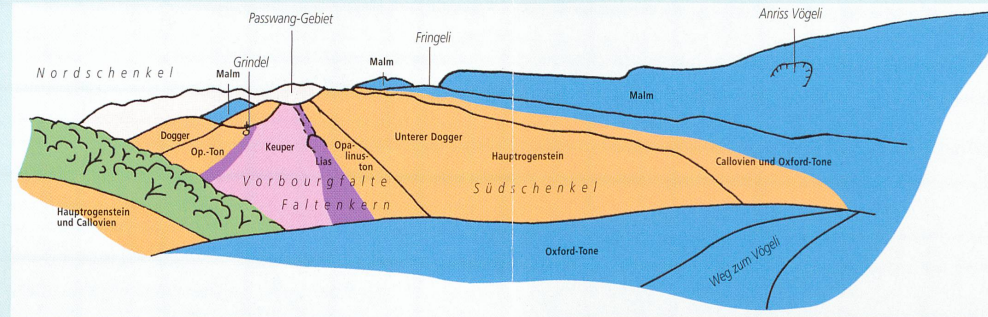 Passwang-Gebiet
Anriss Vögeli
Fringeli
Grindel
Nordschenkel
Malm
Malm
Malm
Dogger
Op.-Ton
Keuper
Lias
Opa-
linus-
ton
Unterer Dogger
Hauptrogenstein
Callovien und Oxford-Tone
Vorbourgfalte
Faltenkern
Südschenkel
Hauptrogenstein
und Callovien
Oxford-Tone
Weg zum Vögeli